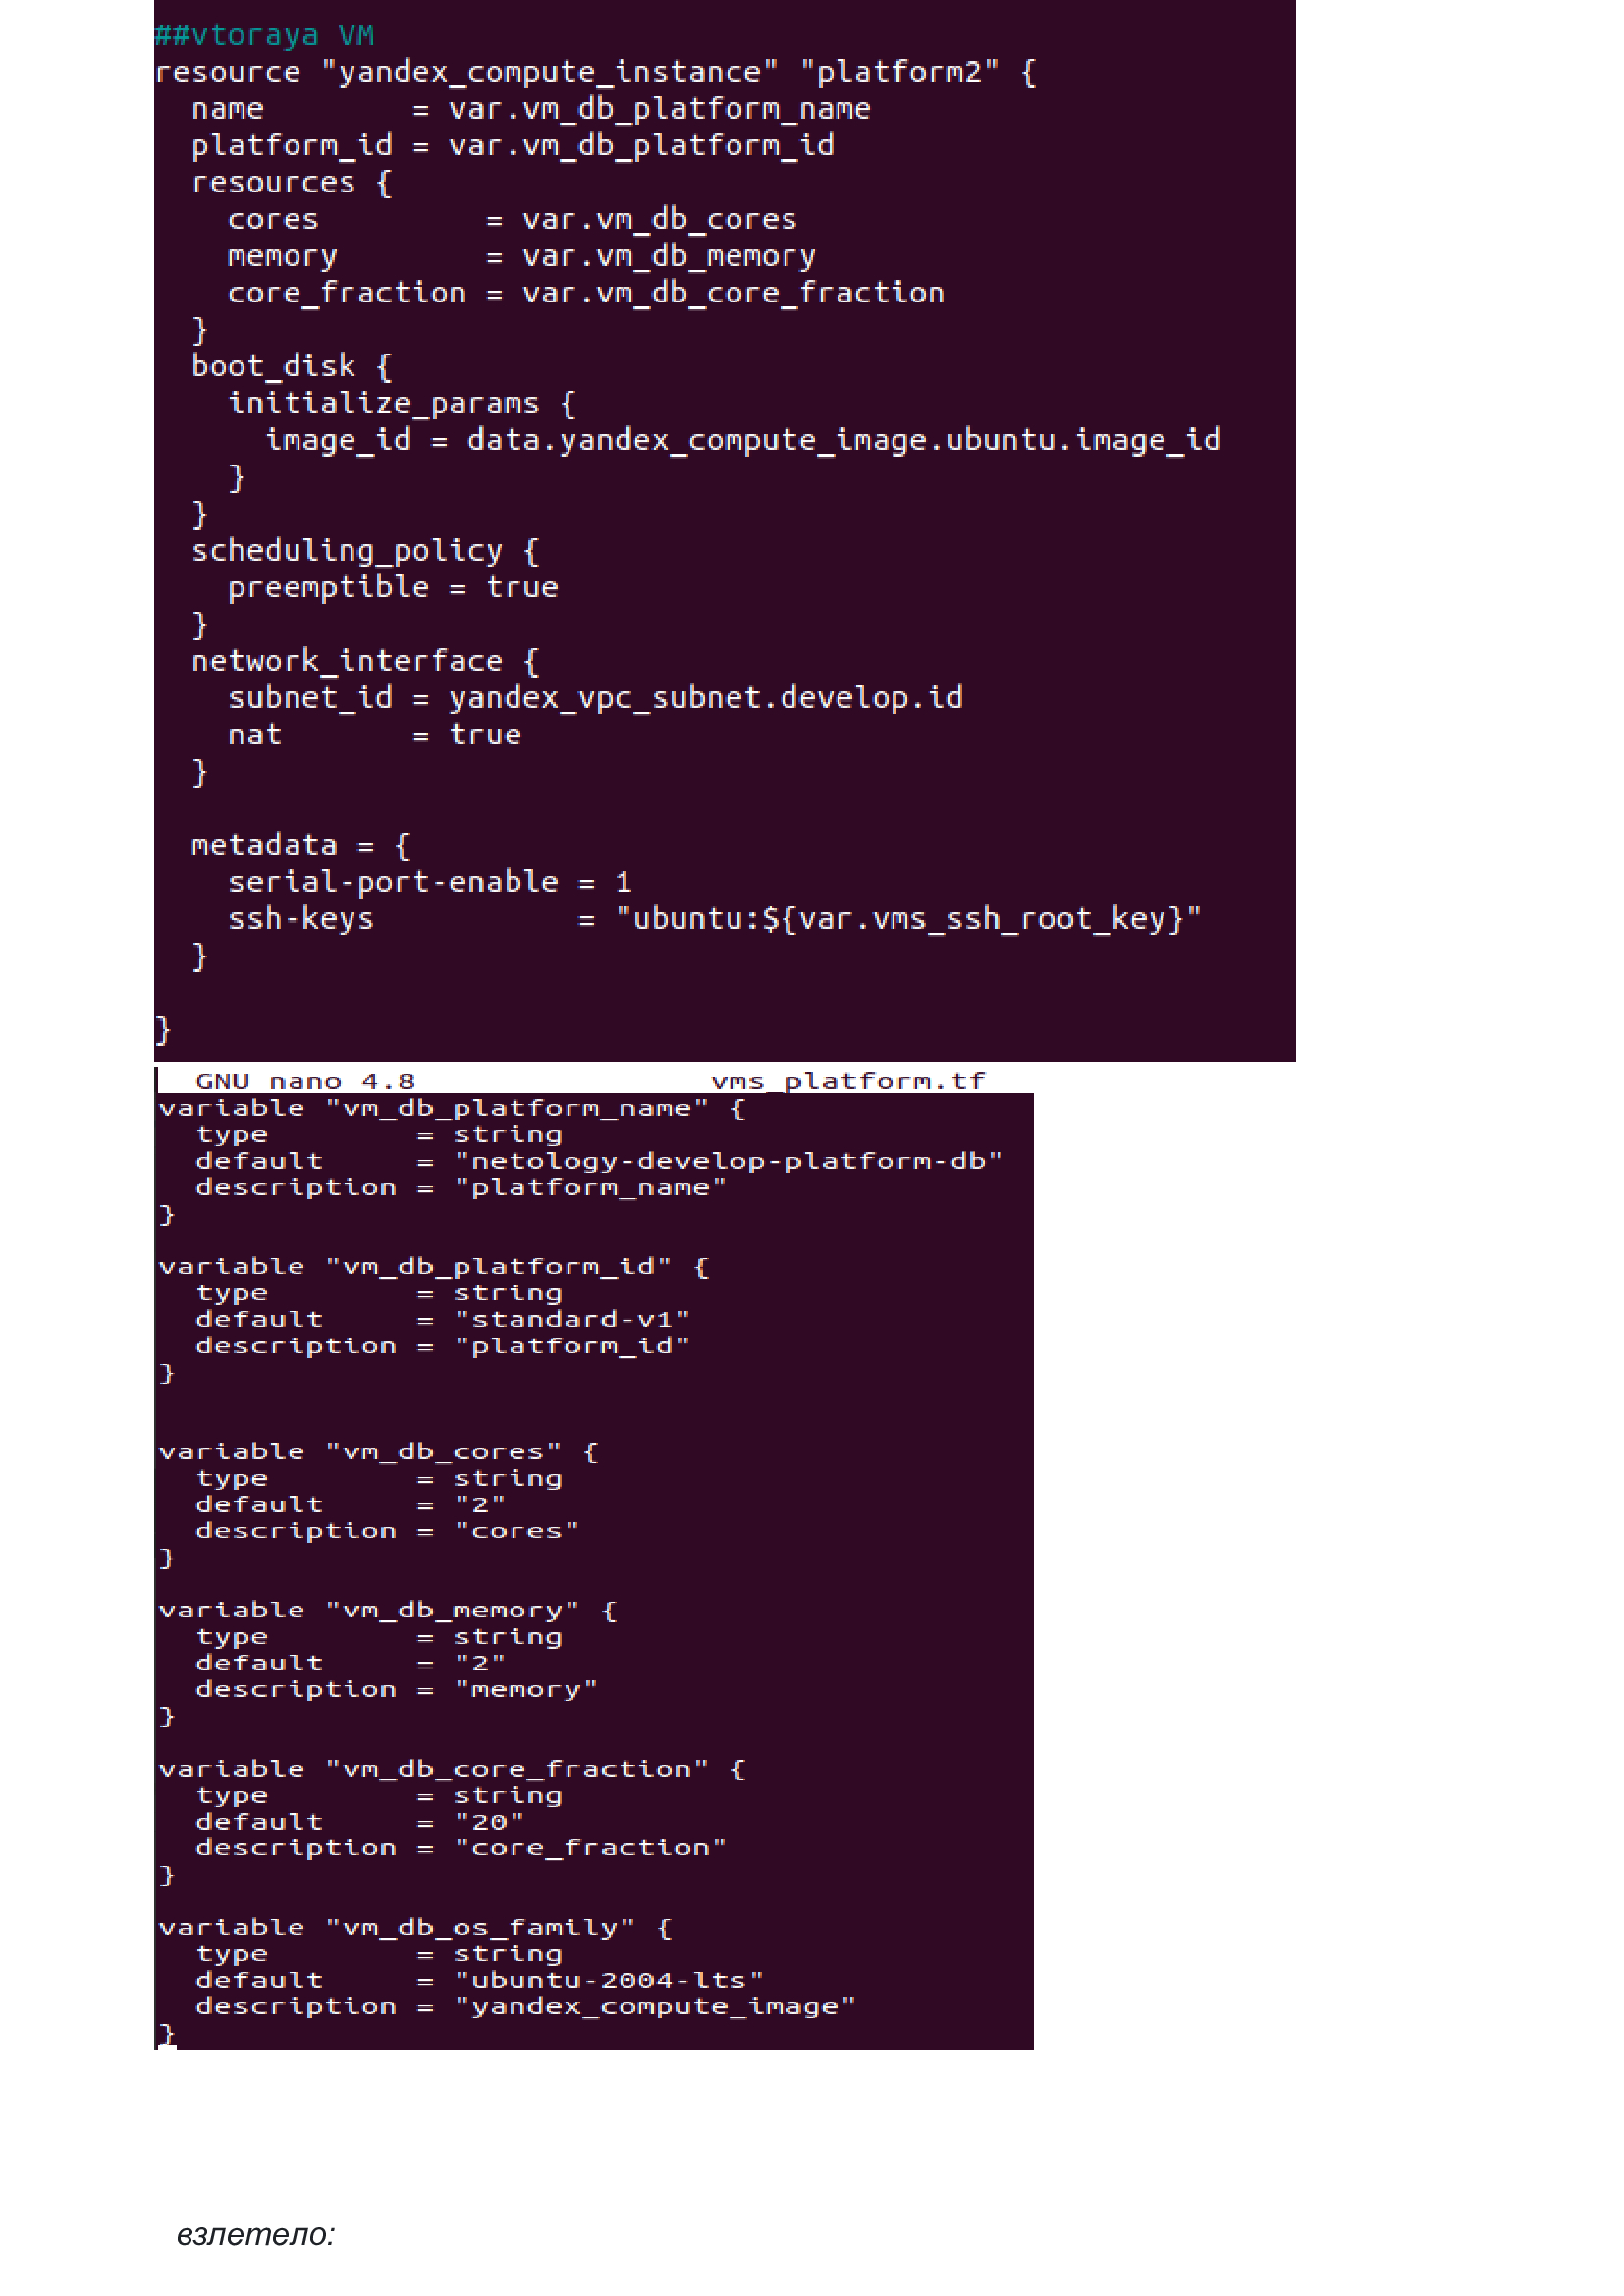 ##vtoraya VM
resource "yandex_compute_instance" "platform2" {
  name        = var.vm_db_platform_name
  platform_id = var.vm_db_platform_id
  resources {
    cores         = var.vm_db_cores
    memory        = var.vm_db_memory
    core_fraction = var.vm_db_core_fraction
  }
  boot_disk {
    initialize_params {
      image_id = data.yandex_compute_image.ubuntu.image_id
    }
  }
  scheduling_policy {
    preemptible = true
  }
  network_interface {
    subnet_id = yandex_vpc_subnet.develop.id
    nat       = true
  }

  metadata = {
    serial-port-enable = 1
    ssh-keys           = "ubuntu:${var.vms_ssh_root_key}"
  }

}
  GNU nano 4.8                vms_platform.tf
variable "vm_db_platform_name" {
  type        = string
  default     = "netology-develop-platform-db"
  description = "platform_name"
}

variable "vm_db_platform_id" {
  type        = string
  default     = "standard-v1"
  description = "platform_id"
}


variable "vm_db_cores" {
  type        = string
  default     = "2"
  description = "cores"
}

variable "vm_db_memory" {
  type        = string
  default     = "2"
  description = "memory"
}

variable "vm_db_core_fraction" {
  type        = string
  default     = "20"
  description = "core_fraction"
}

variable "vm_db_os_family" {
  type        = string
  default     = "ubuntu-2004-lts"
  description = "yandex_compute_image"
}
взлетело: